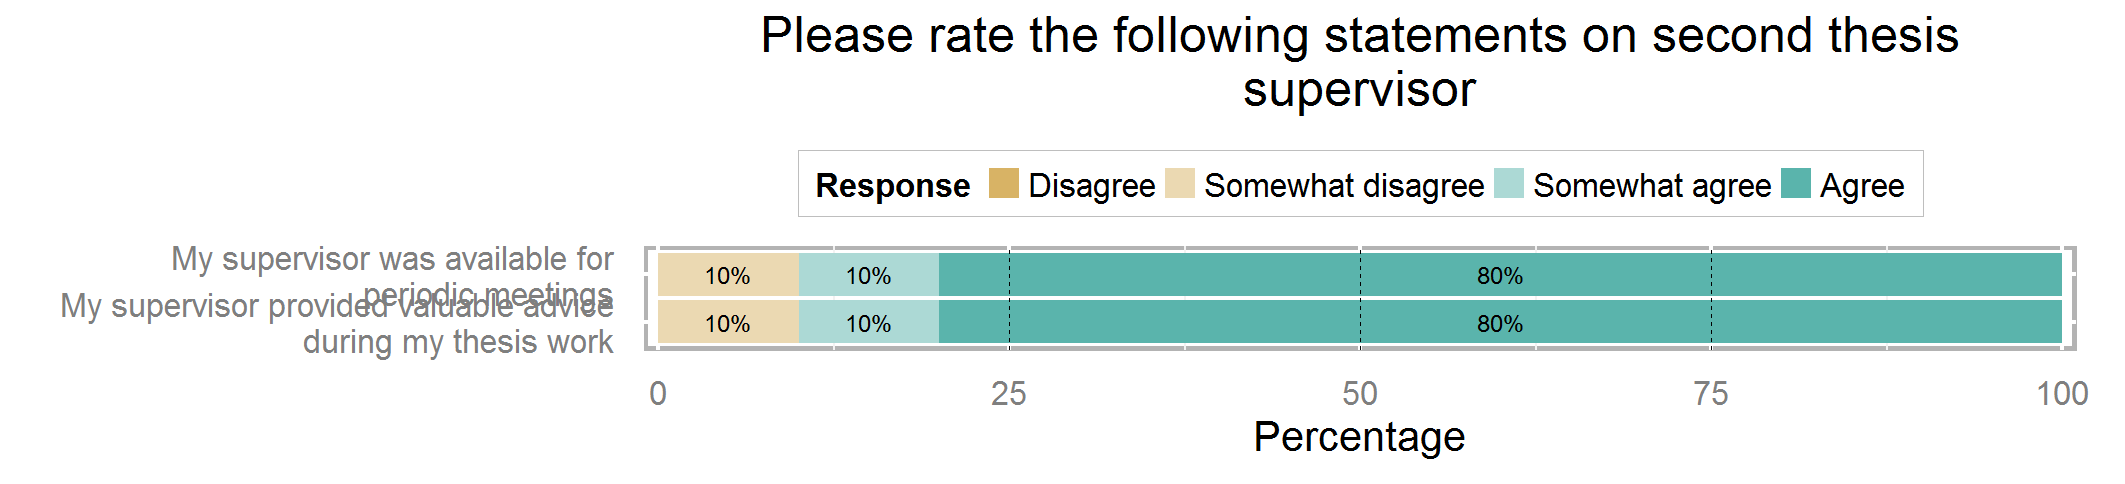 Please rate the following statements on second thesis
supervisor
Response Disagree Somewhat disagree Somewhat agree Agree
My supervisor was available for
periodic meetings
10% 10% 80%
My supervisor provided valuable advice
during my thesis work
10% 10% 80%
0 25 50 75 100
Percentage